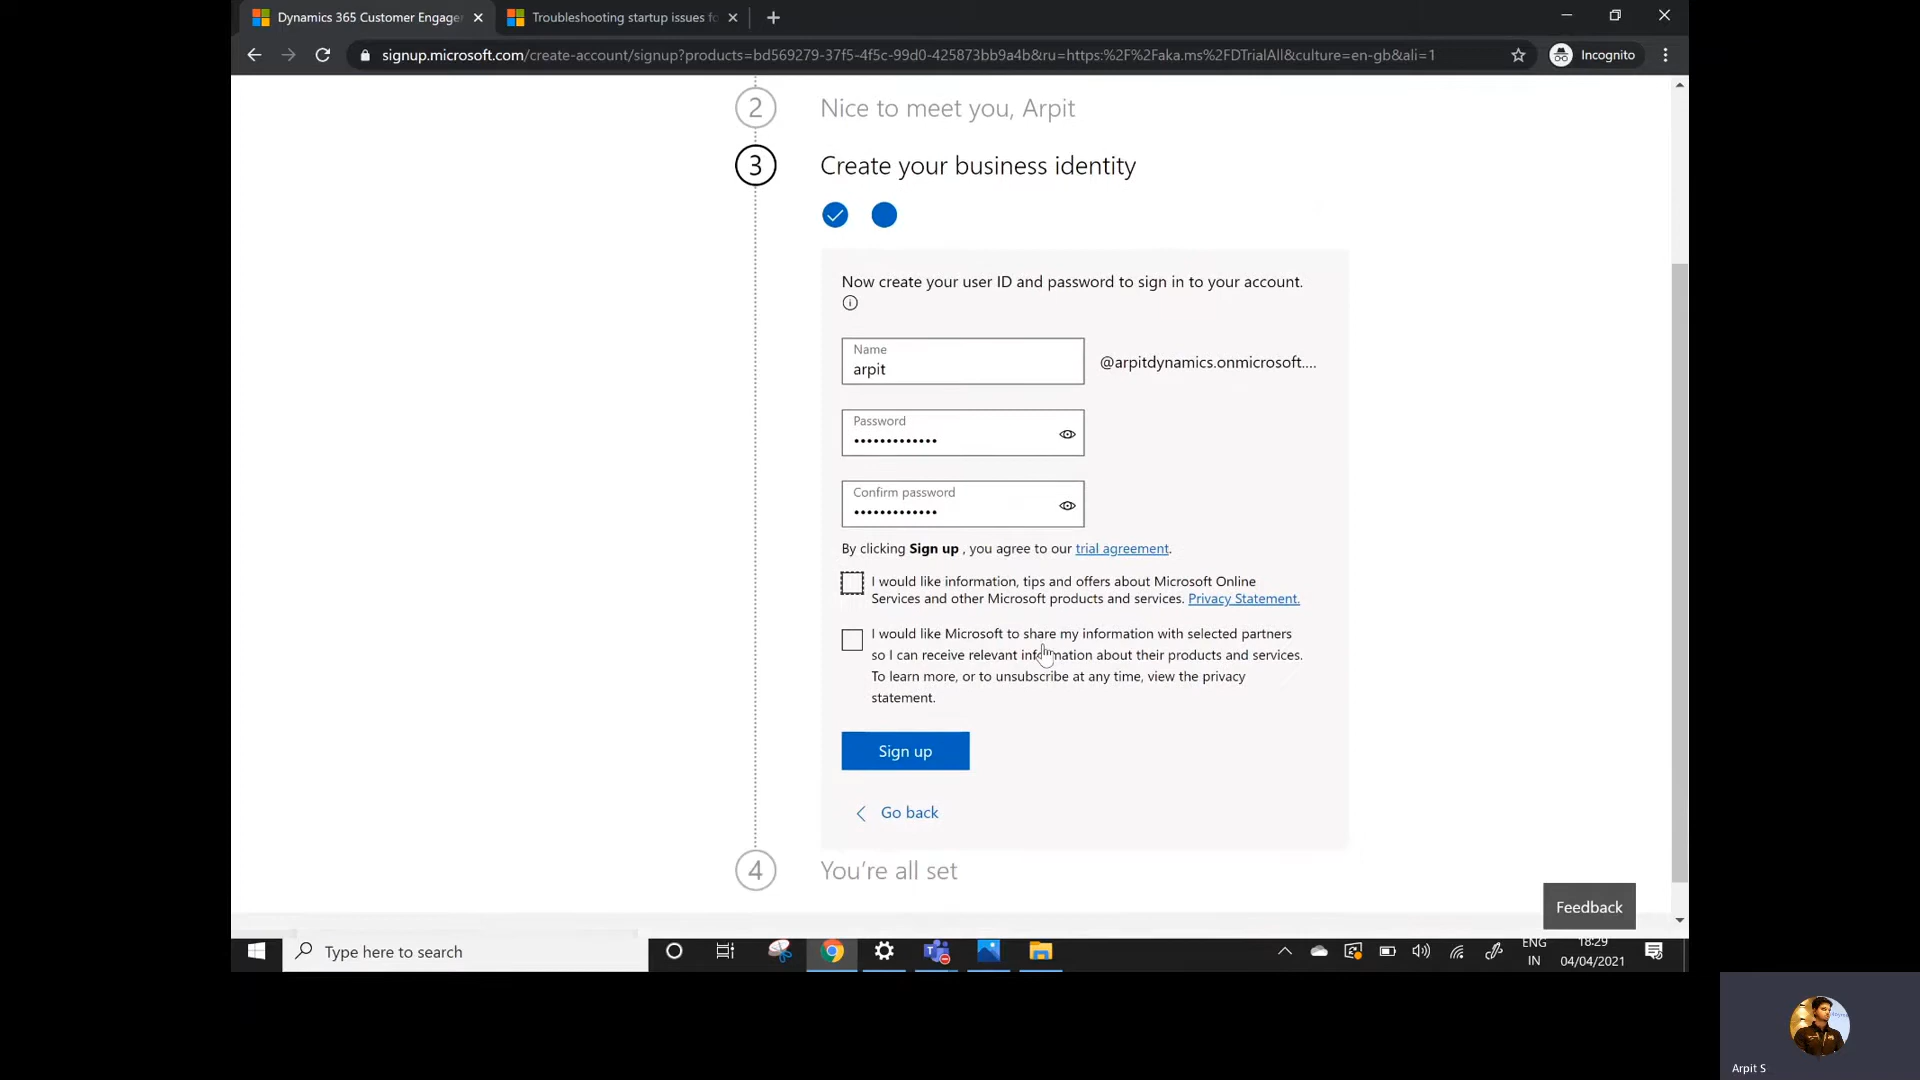 Dynamics 365 Customer Engage
Troubleshooting startup issues fo
signup.microsoft.com/create-account/signup?products=bd569279-37f5-4f5c-99d0-425873bb9a4b&ru=https:%2F%2Faka.ms%2FDTrialAll&culture=en-gb&ali=1
Incognito
2 Nice to meet you, Arpit
3 Create your business identity
Now create your user ID and password to sign in to your account.
Name
arpit
@arpitdynamics.onmicrosoft....
Password
Confirm password
By clicking Sign up , you agree to our trial agreement.
I would like information, tips and offers about Microsoft Online
Services and other Microsoft products and services. Privacy Statement.
I would like Microsoft to share my information with selected partners
so I can receive relevant information about their products and services.
To learn more, or to unsubscribe at any time, view the privacy
statement.
Sign up
Go back
4 You're all set
Feedback
Type here to search
ENG
IN
18:29
04/04/2021
Arpit S